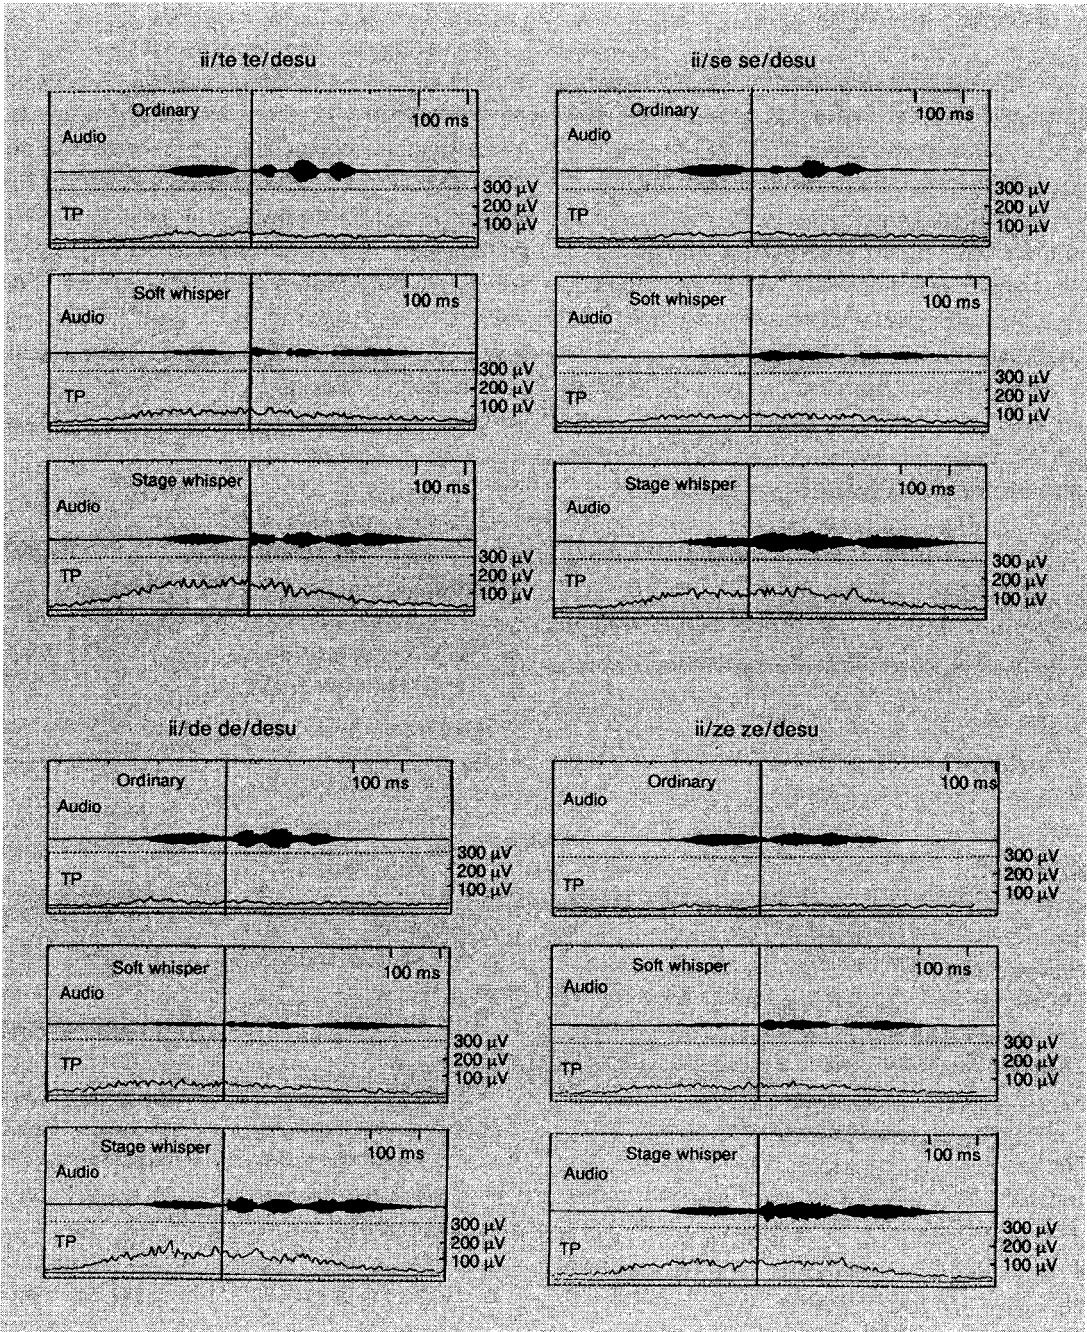 ii/te te/desu
Ordinary
100 ms
Audio
300 µV
200 µV
TP
100 µV
Soft whisper
100 ms
Audio
300 µV
200 µV
TP
100 µV
Stage whisper
100 ms
Audio
300 µV
200 µV
TP
100 µV
ii/se se/desu
Ordinary
100 ms
Audio
300 µV
200 µV
TP
100 µV
Soft whisper
100 ms
Audio
300 µV
200 µV
TP
100 µV
Stage whisper
100 ms
Audio
300 µV
200 µV
TP
100 µV
ii/de de/desu
Ordinary
100 ms
Audio
300 µV
200 µV
TP
100 µV
Soft whisper
100 ms
Audio
300 µV
200 µV
TP
100 µV
Stage whisper
100 ms
Audio
300 µV
200 µV
TP
100 µV
ii/ze ze/desu
Ordinary
100 ms
Audio
300 µV
200 µV
TP
100 µV
Soft whisper
100 ms
Audio
300 µV
200 µV
TP
100 µV
Stage whisper
100 ms
Audio
300 µV
200 µV
TP
100 µV